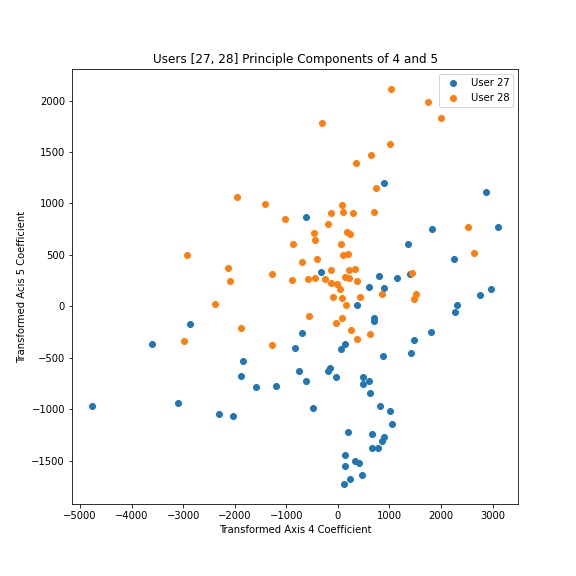 Users [27, 28] Principle Components of 4 and 5
User 27
User 28
Transformed Acis 5 Coefficient
2000
1500
1000
500
0
−500
−1000
−1500
−5000 −4000 −3000 −2000 −1000 0 1000 2000 3000
Transformed Axis 4 Coefficient